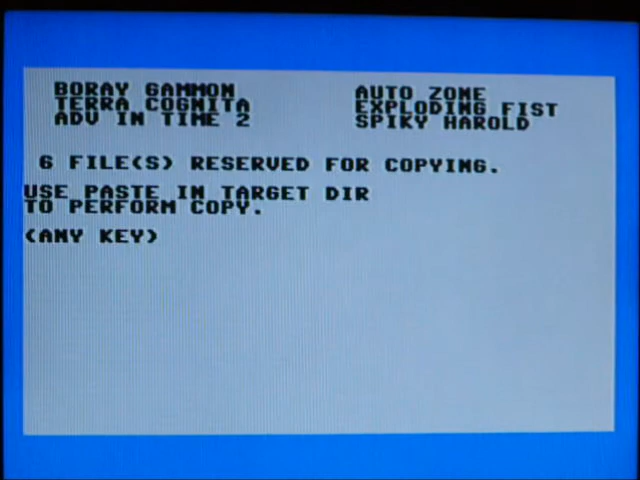 BORAY GAMMON AUTO ZONE
TERRA COGNITA EXPLODING FIST
ADV IN TIME 2 SPIKY HAROLD
6 FILE(S) RESERVED FOR COPYING.
USE PASTE IN TARGET DIR
TO PERFORM COPY.
(ANY KEY)